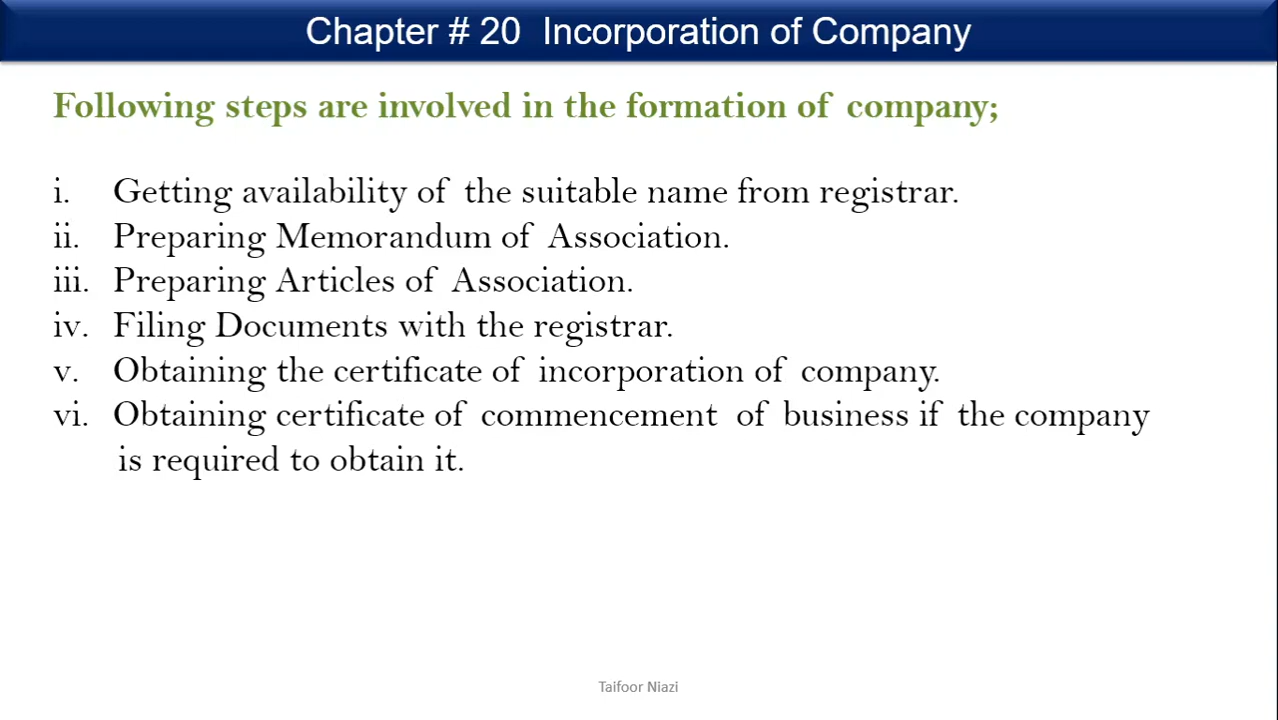 Chapter # 20 Incorporation of Company
Following steps are involved in the formation of company;
i. Getting availability of the suitable name from registrar.
ii. Preparing Memorandum of Association.
iii. Preparing Articles of Association.
iv. Filing Documents with the registrar.
v. Obtaining the certificate of incorporation of company.
vi. Obtaining certificate of commencement of business if the company
is required to obtain it.
Taifoor Niazi